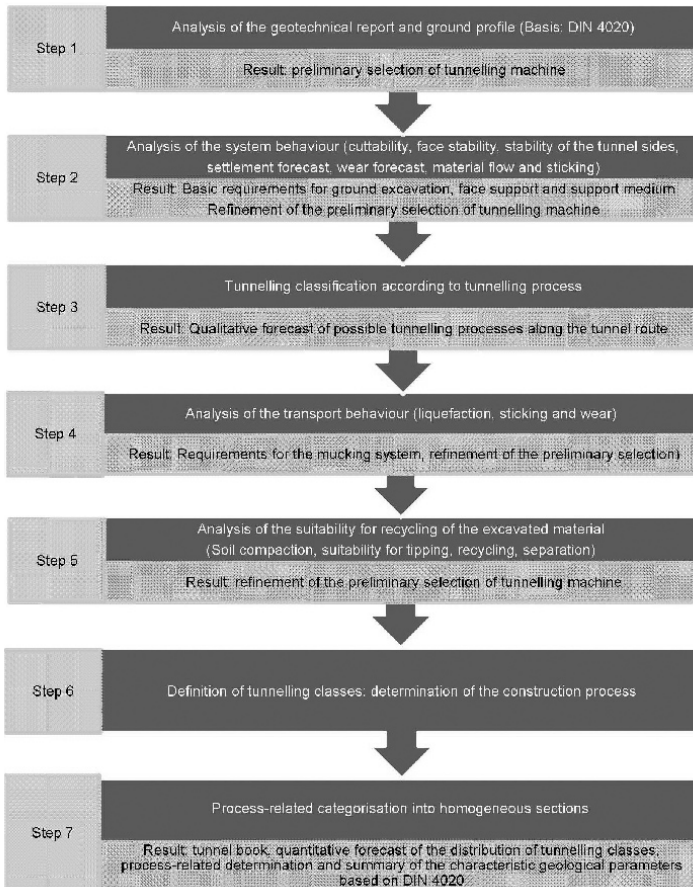 Step 1
Analysis of the geotechnical report and ground profile (Basis: DIN 4020)
Result: preliminary selection of tunnelling machine
Step 2
Analysis of the system behaviour (cuttability, face stability, stability of the tunnel sides,
settlement forecast, wear forecast, material flow and sticking)
Result: Basic requirements for ground excavation, face support and support medium
Refinement of the preliminary selection of tunnelling machine
Step 3
Tunnelling classification according to tunnelling process
Result: Qualitative forecast of possible tunnelling processes along the tunnel route
Step 4
Analysis of the transport behaviour (liquefaction, sticking and wear)
Result: Requirements for the mucking system, refinement of the preliminary selection)
Step 5
Analysis of the suitability for recycling of the excavated material
(Soil compaction, suitability for tipping, recycling, separation)
Result: refinement of the preliminary selection of tunnelling machine
Step 6
Definition of tunnelling classes: determination of the construction process
Step 7
Process-related categorisation into homogeneous sections
Result: tunnel book, quantitative forecast of the distribution of tunnelling classes,
process-related determination and summary of the characteristic geological parameters
based on DIN 4020